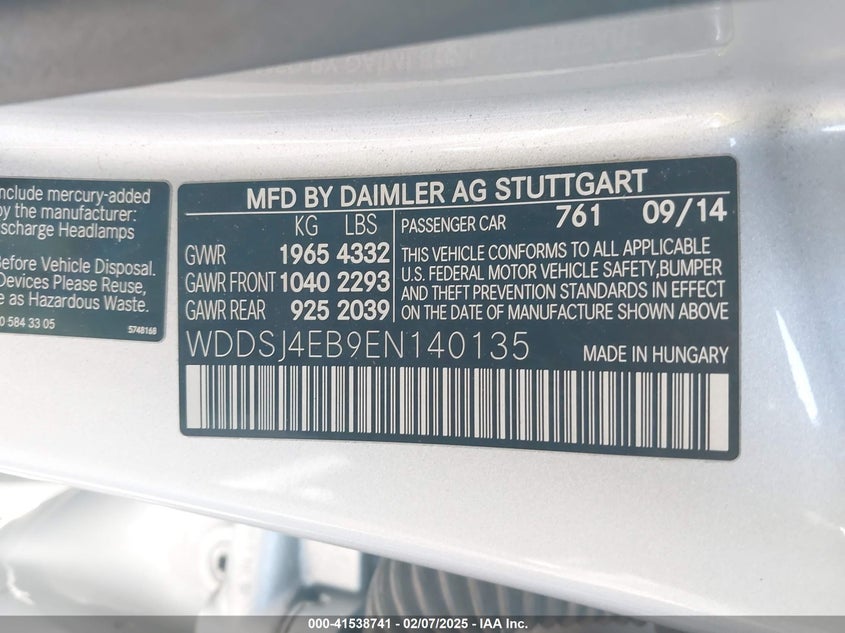 include mercury-added
by the manufacturer:
scharge Headlamps
Before Vehicle Disposal.
Devices Please Reuse,
e as Hazardous Waste.
0 584 33 05
5748168
MFD BY DAIMLER AG STUTTGART
KG LBS
GVWR 1965 4332
GAWR FRONT 1040 2293
GAWR REAR 925 2039
PASSENGER CAR 761 09/14
THIS VEHICLE CONFORMS TO ALL APPLICABLE
U.S. FEDERAL MOTOR VEHICLE SAFETY,BUMPER
AND THEFT PREVENTION STANDARDS IN EFFECT
ON THE DATE OF MANUFACTURE SHOWN ABOVE
WDDSJ4EB9EN140135
MADE IN HUNGARY
000-41538741 - 02/07/2025 - IAA Inc.